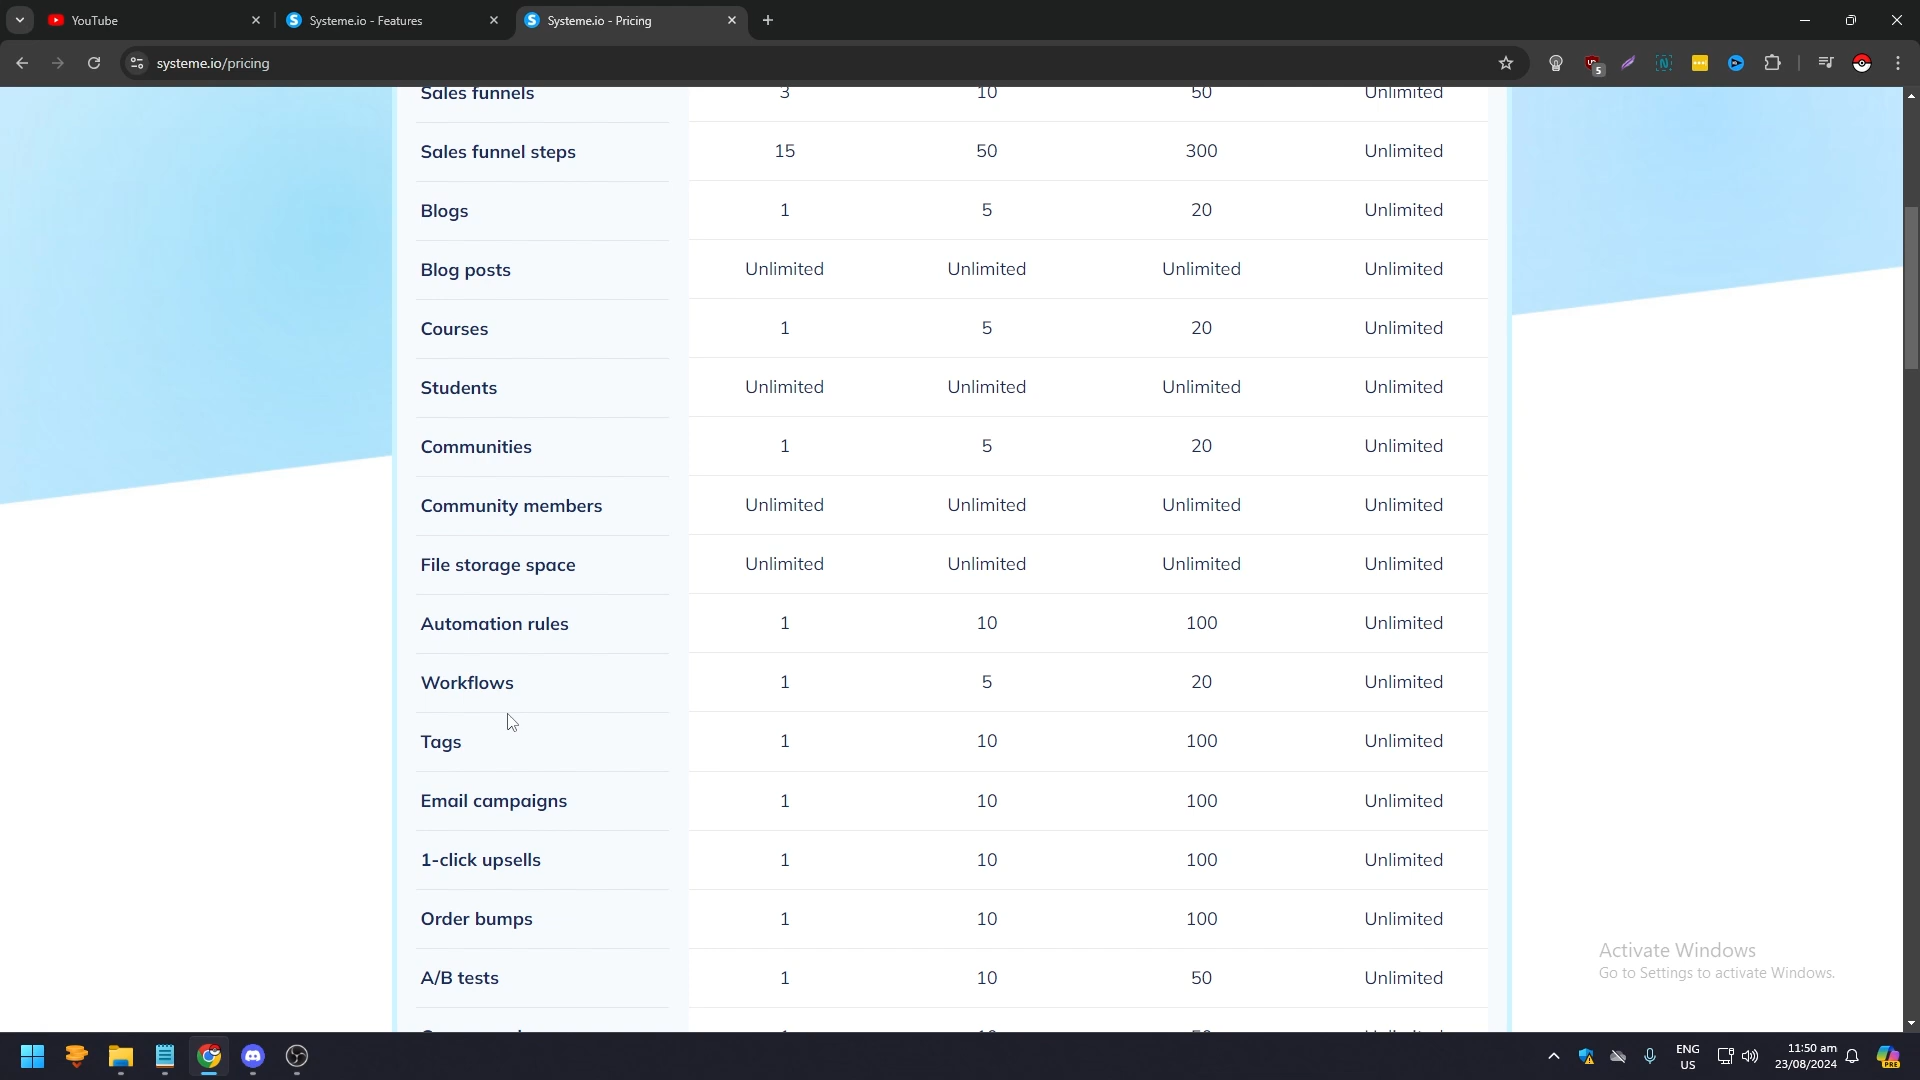 YouTube
Systeme.io - Features
Systeme.io - Pricing
systeme.io/pricing
5
Sales funnels 3 10 50 Unlimited
Sales funnel steps 15 50 300 Unlimited
Blogs 1 5 20 Unlimited
Blog posts Unlimited Unlimited Unlimited Unlimited
Courses 1 5 20 Unlimited
Students Unlimited Unlimited Unlimited Unlimited
Communities 1 5 20 Unlimited
Community members Unlimited Unlimited Unlimited Unlimited
File storage space Unlimited Unlimited Unlimited Unlimited
Automation rules 1 10 100 Unlimited
Workflows 1 5 20 Unlimited
Tags 1 10 100 Unlimited
Email campaigns 1 10 100 Unlimited
1-click upsells 1 10 100 Unlimited
Order bumps 1 10 100 Unlimited
A/B tests 1 10 50 Unlimited
Activate Windows
Go to Settings to activate Windows.
ENG
US
11:50 am
23/08/2024
PRE